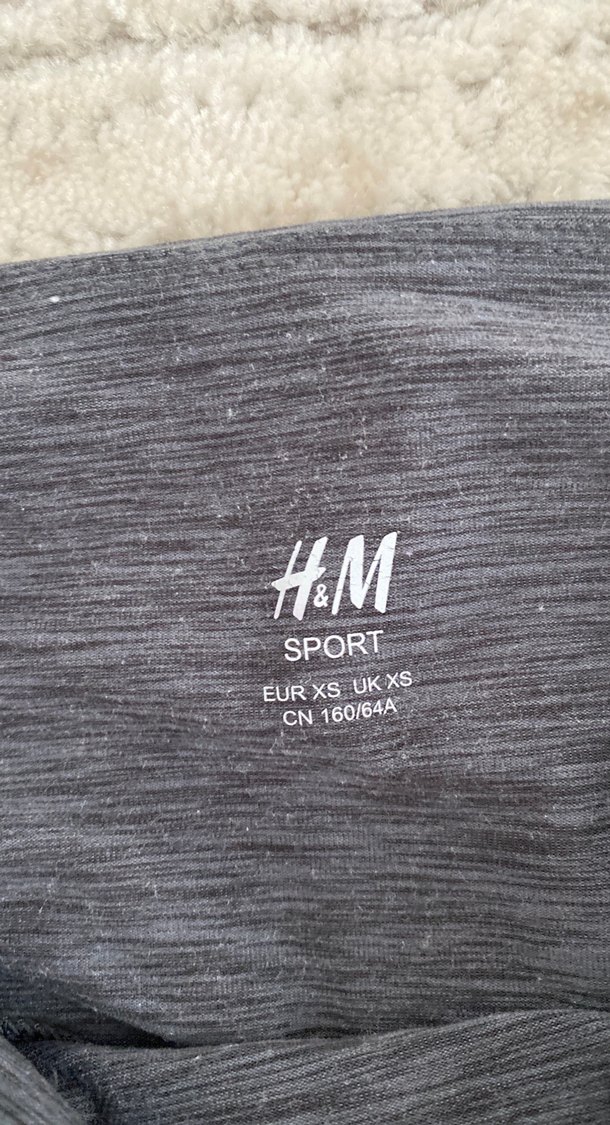 H&M
SPORT
EUR XS UK XS
CN 160/64A